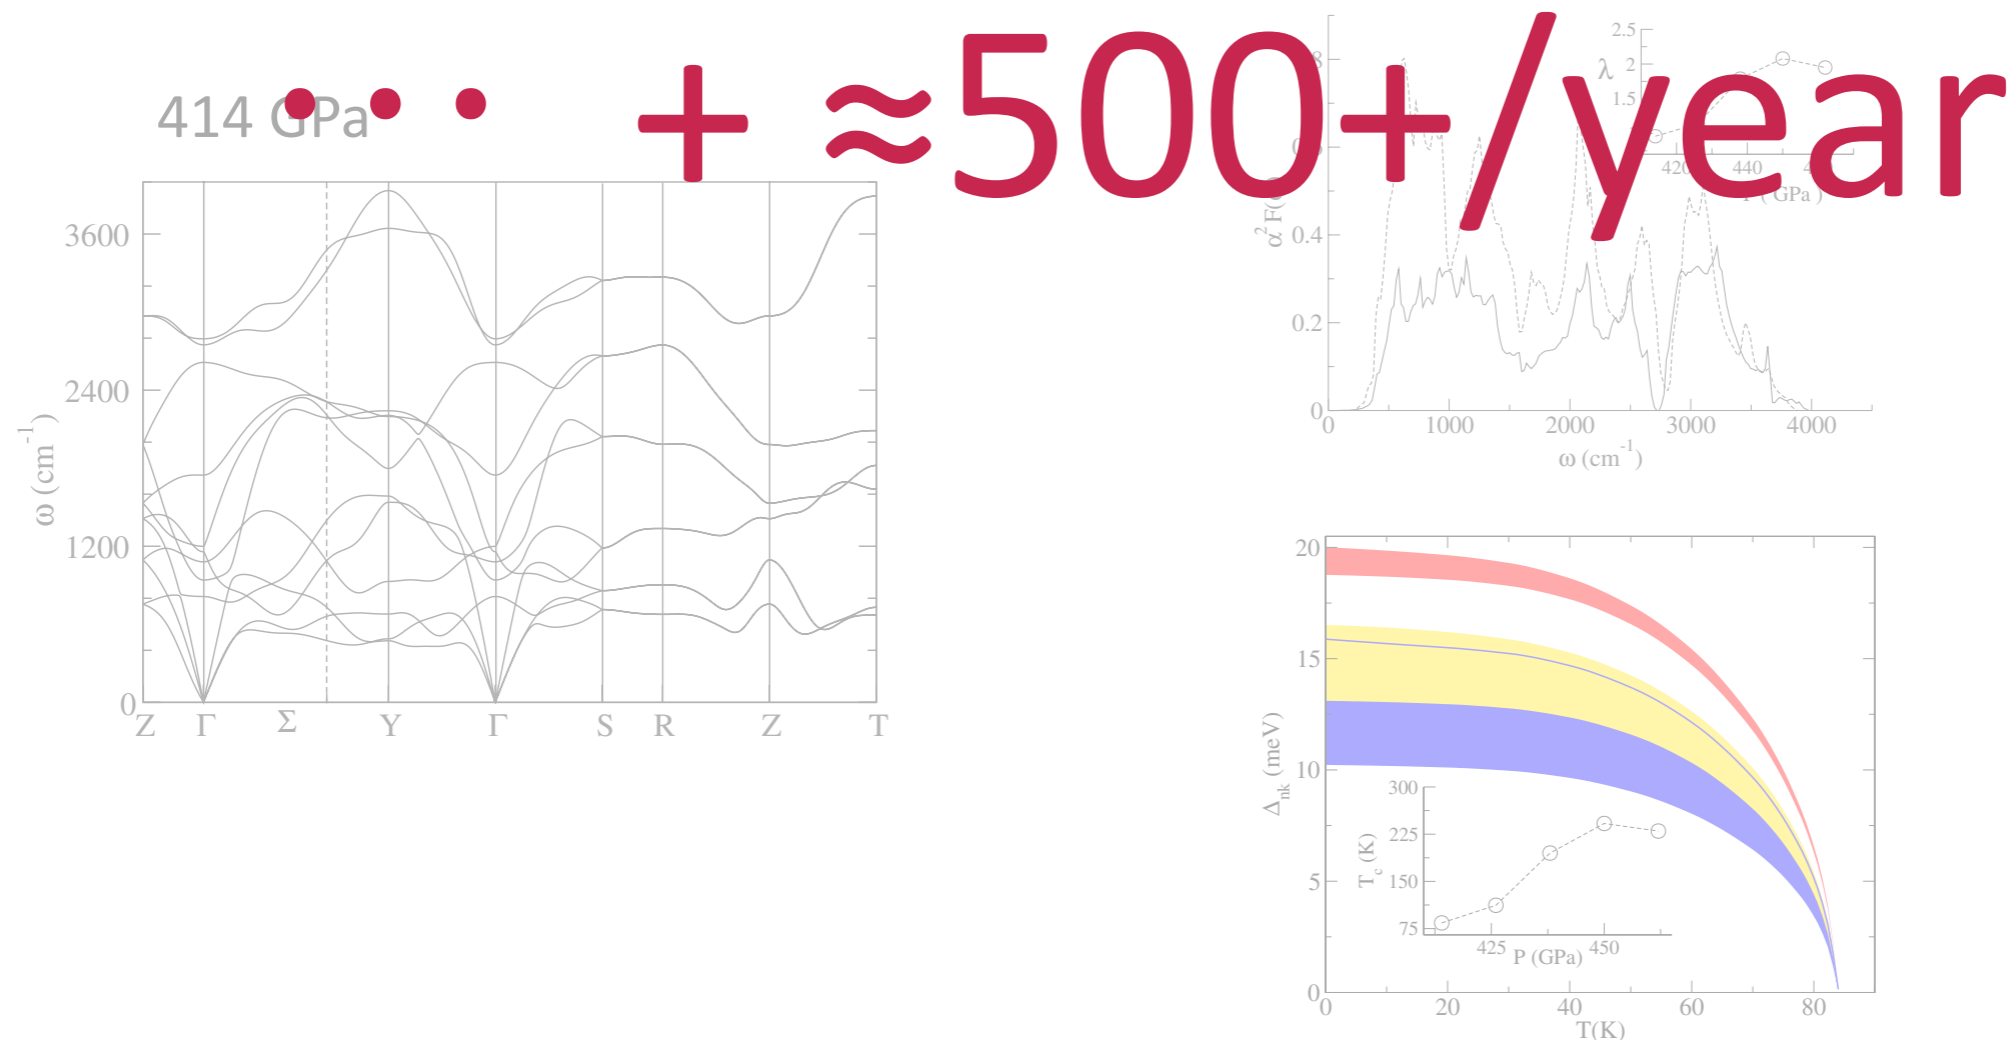 414 GPa
... + ≈500+/year
3600
2400
1200
0
ω (cm⁻¹)
Z Γ Σ Y Γ S R Z T
2.5
2
1.5
λ
420 440
P ( GPa )
0.4
0.2
0
α² F(
0 1000 2000 3000 4000
ω (cm⁻¹)
20
15
10
5
0
Δnk (meV)
300
225
150
75
Tc (K)
425 450
P (GPa)
0 20 40 60 80
T(K)